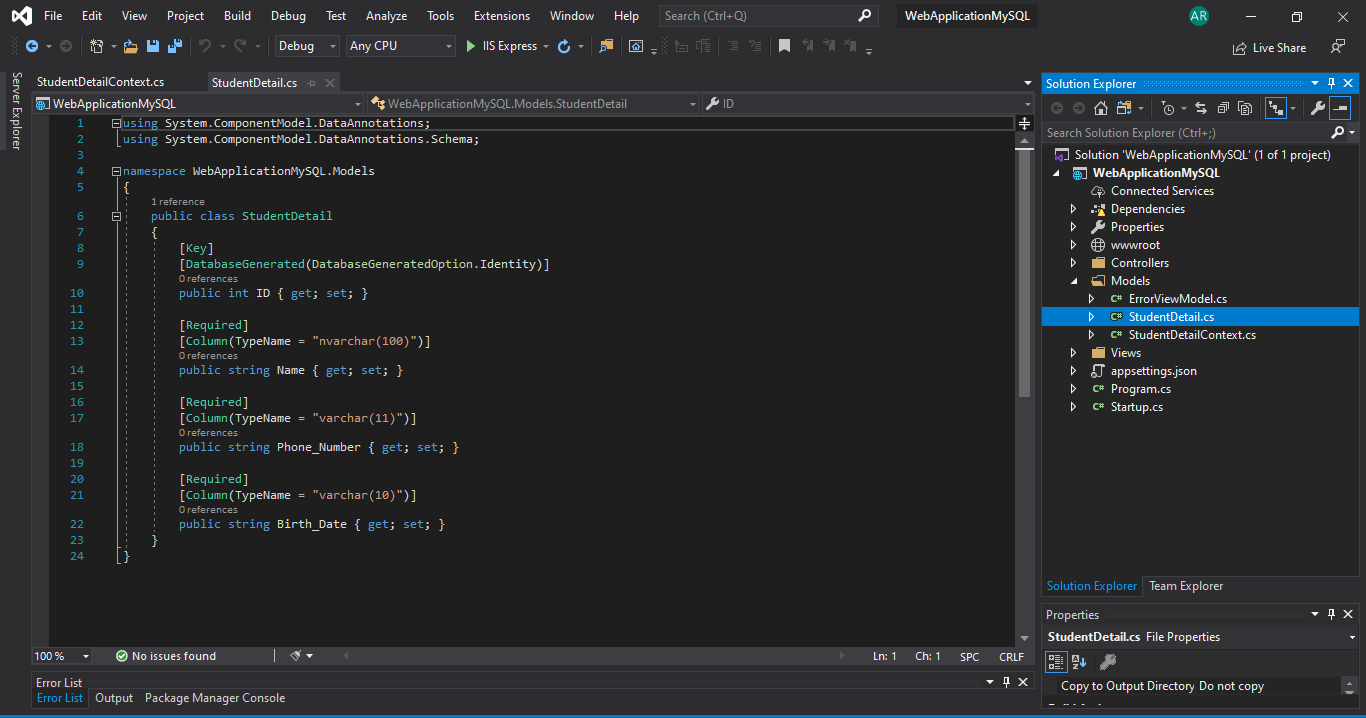 File Edit View Project Build Debug Test Analyze Tools Extensions Window Help Search (Ctrl+Q) WebApplicationMySQL AR
Debug Any CPU IIS Express Live Share
Server Explorer
StudentDetailContext.cs StudentDetail.cs
WebApplicationMySQL WebApplicationMySQL.Models.StudentDetail ID
1 using System.ComponentModel.DataAnnotations;
2 using System.ComponentModel.DataAnnotations.Schema;
3
4 namespace WebApplicationMySQL.Models
5 {
1 reference
6 public class StudentDetail
7 {
8 [Key]
9 [DatabaseGenerated(DatabaseGeneratedOption.Identity)]
0 references
10 public int ID { get; set; }
11
12 [Required]
13 [Column(TypeName = "nvarchar(100)")]
0 references
14 public string Name { get; set; }
15
16 [Required]
17 [Column(TypeName = "varchar(11)")]
0 references
18 public string Phone_Number { get; set; }
19
20 [Required]
21 [Column(TypeName = "varchar(10)")]
0 references
22 public string Birth_Date { get; set; }
23 }
24 }
100 % No issues found Ln: 1 Ch: 1 SPC CRLF
Error List
Error List Output Package Manager Console
Solution Explorer
Search Solution Explorer (Ctrl+;)
Solution 'WebApplicationMySQL' (1 of 1 project)
WebApplicationMySQL
Connected Services
Dependencies
Properties
wwwroot
Controllers
Models
C# ErrorViewModel.cs
C# StudentDetail.cs
C# StudentDetailContext.cs
Views
appsettings.json
C# Program.cs
C# Startup.cs
Solution Explorer Team Explorer
Properties
StudentDetail.cs File Properties
Copy to Output Directory Do not copy